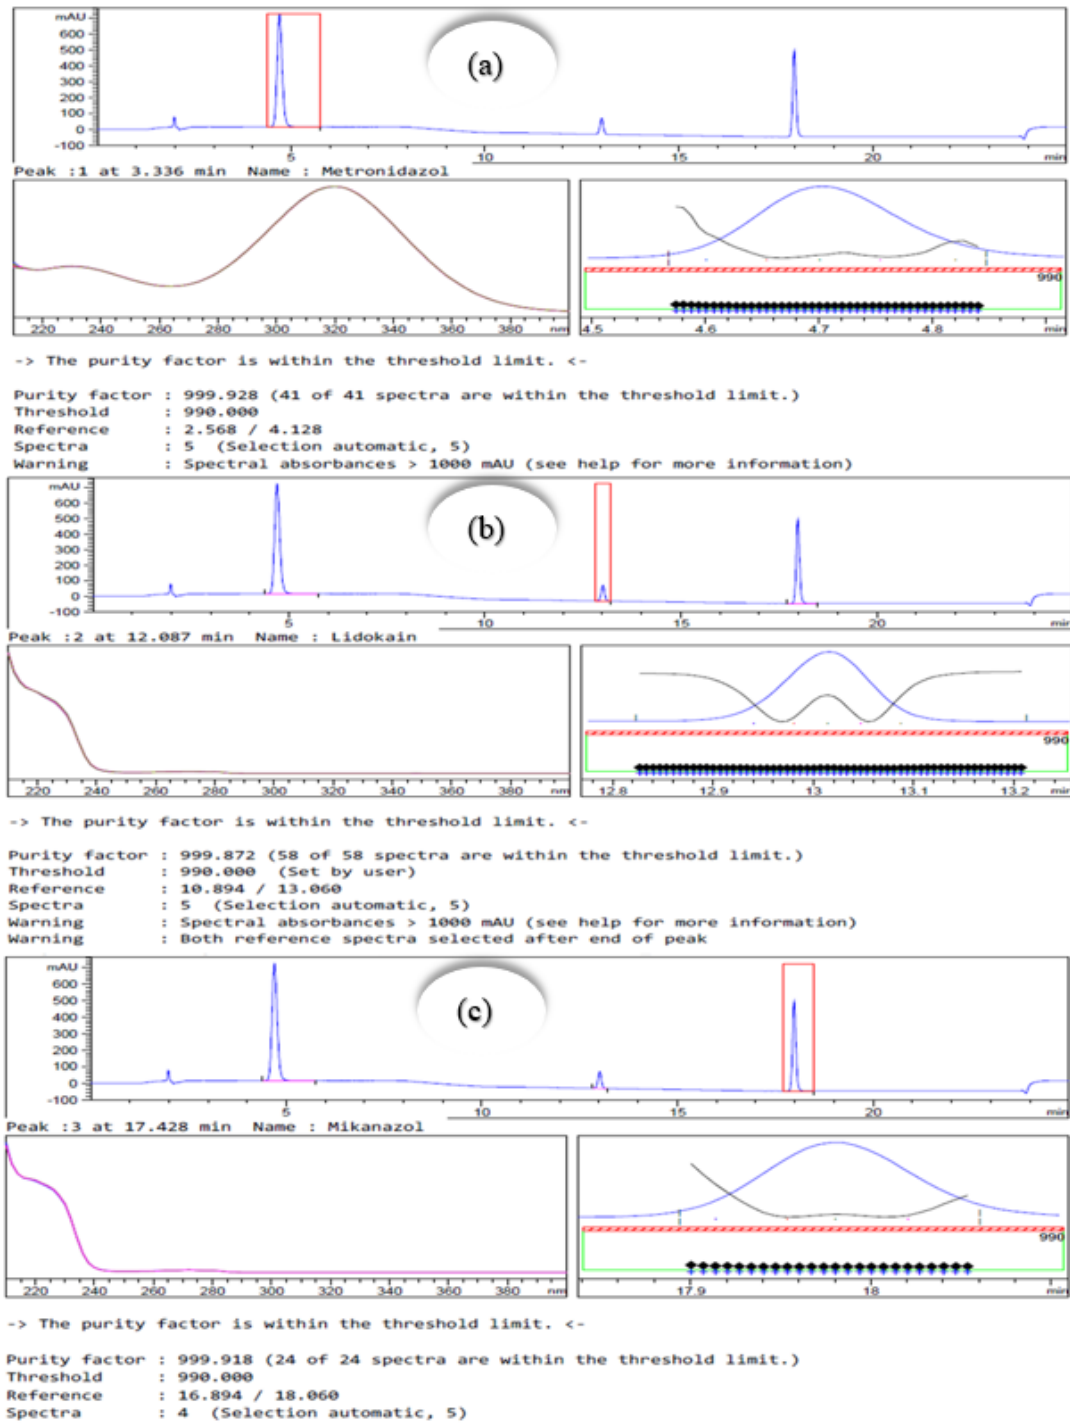 mAU
600
500
400
300
200
100
0
-100
(a)
5 10 15 20 min
Peak :1 at 3.336 min Name : Metronidazol
220 240 260 280 300 320 340 360 380 nm
990
4.5 4.6 4.7 4.8 min
-> The purity factor is within the threshold limit. <-
Purity factor : 999.928 (41 of 41 spectra are within the threshold limit.)
Threshold : 990.000
Reference : 2.568 / 4.128
Spectra : 5 (Selection automatic, 5)
Warning : Spectral absorbances > 1000 mAU (see help for more information)
mAU
600
500
400
300
200
100
0
-100
(b)
5 10 15 20 min
Peak :2 at 12.087 min Name : Lidokain
220 240 260 280 300 320 340 360 380 nm
990
12.8 12.9 13 13.1 13.2 min
-> The purity factor is within the threshold limit. <-
Purity factor : 999.872 (58 of 58 spectra are within the threshold limit.)
Threshold : 990.000 (Set by user)
Reference : 10.894 / 13.060
Spectra : 5 (Selection automatic, 5)
Warning : Spectral absorbances > 1000 mAU (see help for more information)
Warning : Both reference spectra selected after end of peak
mAU
600
500
400
300
200
100
0
-100
(c)
5 10 15 20 min
Peak :3 at 17.428 min Name : Mikanazol
220 240 260 280 300 320 340 360 380 nm
990
17.9 18 min
-> The purity factor is within the threshold limit. <-
Purity factor : 999.918 (24 of 24 spectra are within the threshold limit.)
Threshold : 990.000
Reference : 16.894 / 18.060
Spectra : 4 (Selection automatic, 5)